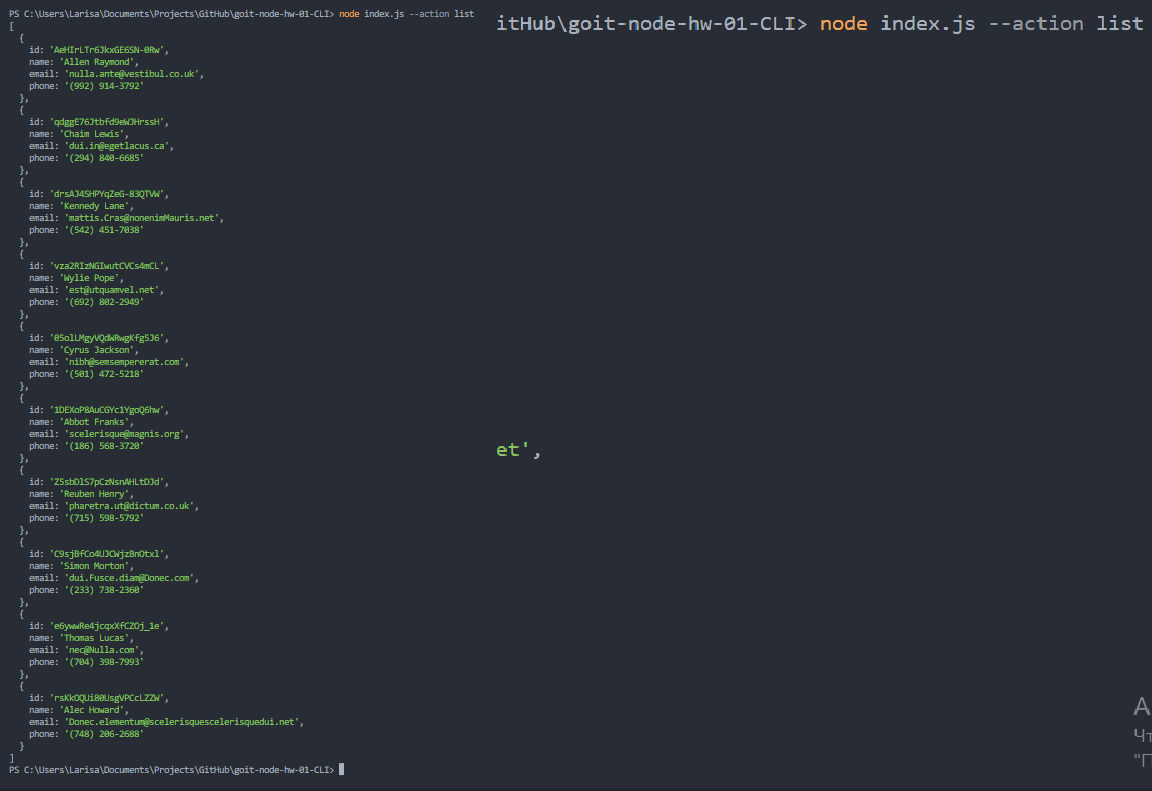 PS C:\Users\Larisa\Documents\Projects\GitHub\goit-node-hw-01-CLI> node index.js --action list
itHub\goit-node-hw-01-CLI> node index.js --action list
[
{
id: 'AeHIrLTr6JkxGE6SN-0Rw',
name: 'Allen Raymond',
email: 'nulla.ante@vestibul.co.uk',
phone: '(992) 914-3792'
},
{
id: 'qdggE76Jtbfd9eWJHrssH',
name: 'Chaim Lewis',
email: 'dui.in@egetlacus.ca',
phone: '(294) 840-6685'
},
{
id: 'drsAJ4SHPYqZeG-83QTVW',
name: 'Kennedy Lane',
email: 'mattis.Cras@nonenimMauris.net',
phone: '(542) 451-7038'
},
{
id: 'vza2RIzNGIwutCVCs4mCL',
name: 'Wylie Pope',
email: 'est@utquamvel.net',
phone: '(692) 802-2949'
},
{
id: '05olLMgyVQdWRwgKfg5J6',
name: 'Cyrus Jackson',
email: 'nibh@semsempererat.com',
phone: '(501) 472-5218'
},
{
id: '1DEXoP8AuCGYc1YgoQ6hw',
name: 'Abbot Franks',
email: 'scelerisque@magnis.org',
phone: '(186) 568-3720'
et',
},
{
id: 'Z5sbDlS7pCzNsnAHLtDJd',
name: 'Reuben Henry',
email: 'pharetra.ut@dictum.co.uk',
phone: '(715) 598-5792'
},
{
id: 'C9sjBfCo4UJCWjzBnOtxl',
name: 'Simon Morton',
email: 'dui.Fusce.diam@Donec.com',
phone: '(233) 738-2360'
},
{
id: 'e6ywwRe4jcqxXfCZOj_1e',
name: 'Thomas Lucas',
email: 'nec@Nulla.com',
phone: '(704) 398-7993'
},
{
id: 'rsKkOQUi80UsgVPCcLZZW',
name: 'Alec Howard',
email: 'Donec.elementum@scelerisquescelerisquedui.net',
phone: '(748) 206-2688'
}
]
PS C:\Users\Larisa\Documents\Projects\GitHub\goit-node-hw-01-CLI>